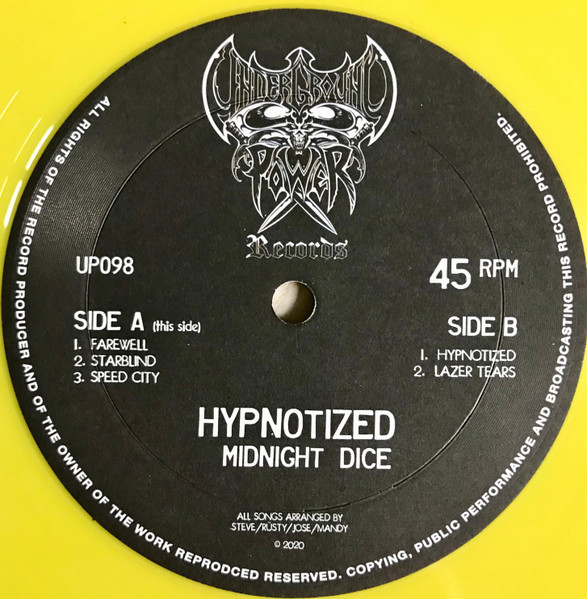 UNDERGROUND
POWER
Records
UP098
45 RPM
SIDE A (this side)
1. FAREWELL
2. STARBLIND
3. SPEED CITY
SIDE B
1. HYPNOTIZED
2. LAZER TEARS
HYPNOTIZED
MIDNIGHT DICE
ALL SONGS ARRANGED BY
STEVE/RUSTY/JOSE/MANDY
© 2020
ALL RIGHTS OF THE RECORD PRODUCER AND OF THE OWNER OF THE WORK REPRODCED RESERVED. COPYING, PUBLIC PERFORMANCE AND BROADCASTING THIS RECORD PROHIBITED.